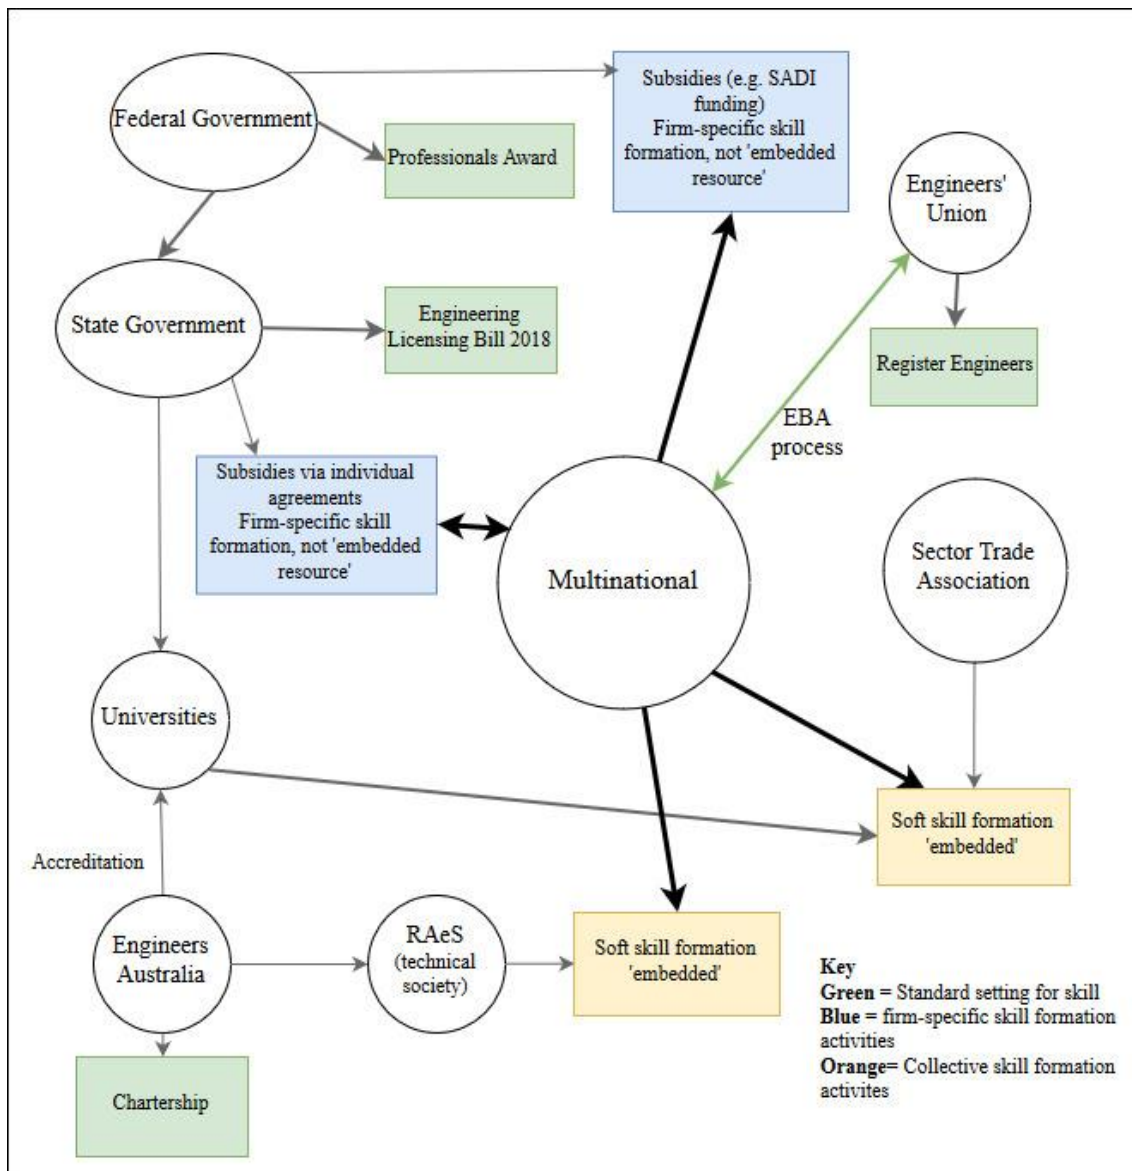 Federal Government
Subsidies (e.g. SADI
funding)
Firm-specific skill
formation, not 'embedded
resource'
Professionals Award
Engineers'
Union
State Government
Engineering
Licensing Bill 2018
Register Engineers
EBA
process
Subsidies via individual
agreements
Firm-specific skill
formation, not 'embedded
resource'
Multinational
Sector Trade
Association
Universities
Soft skill formation
'embedded'
Accreditation
Engineers
Australia
RAeS
(technical
society)
Soft skill formation
'embedded'
Key
Green = Standard setting for skill
Blue = firm-specific skill formation
activities
Orange= Collective skill formation
activites
Chartership